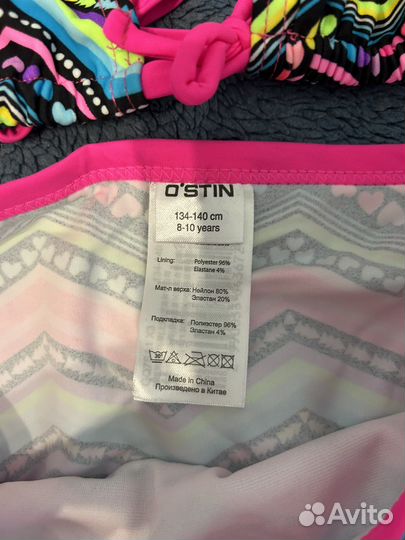 O'STIN
134-140 cm
8-10 years
Lining: Polyester 96%
Elastane 4%
Мат-л верха: Нейлон 80%
Эластан 20%
Подкладка: Полиэстер 96%
Эластан 4%
Made in China
Произведено в Китае
Avito